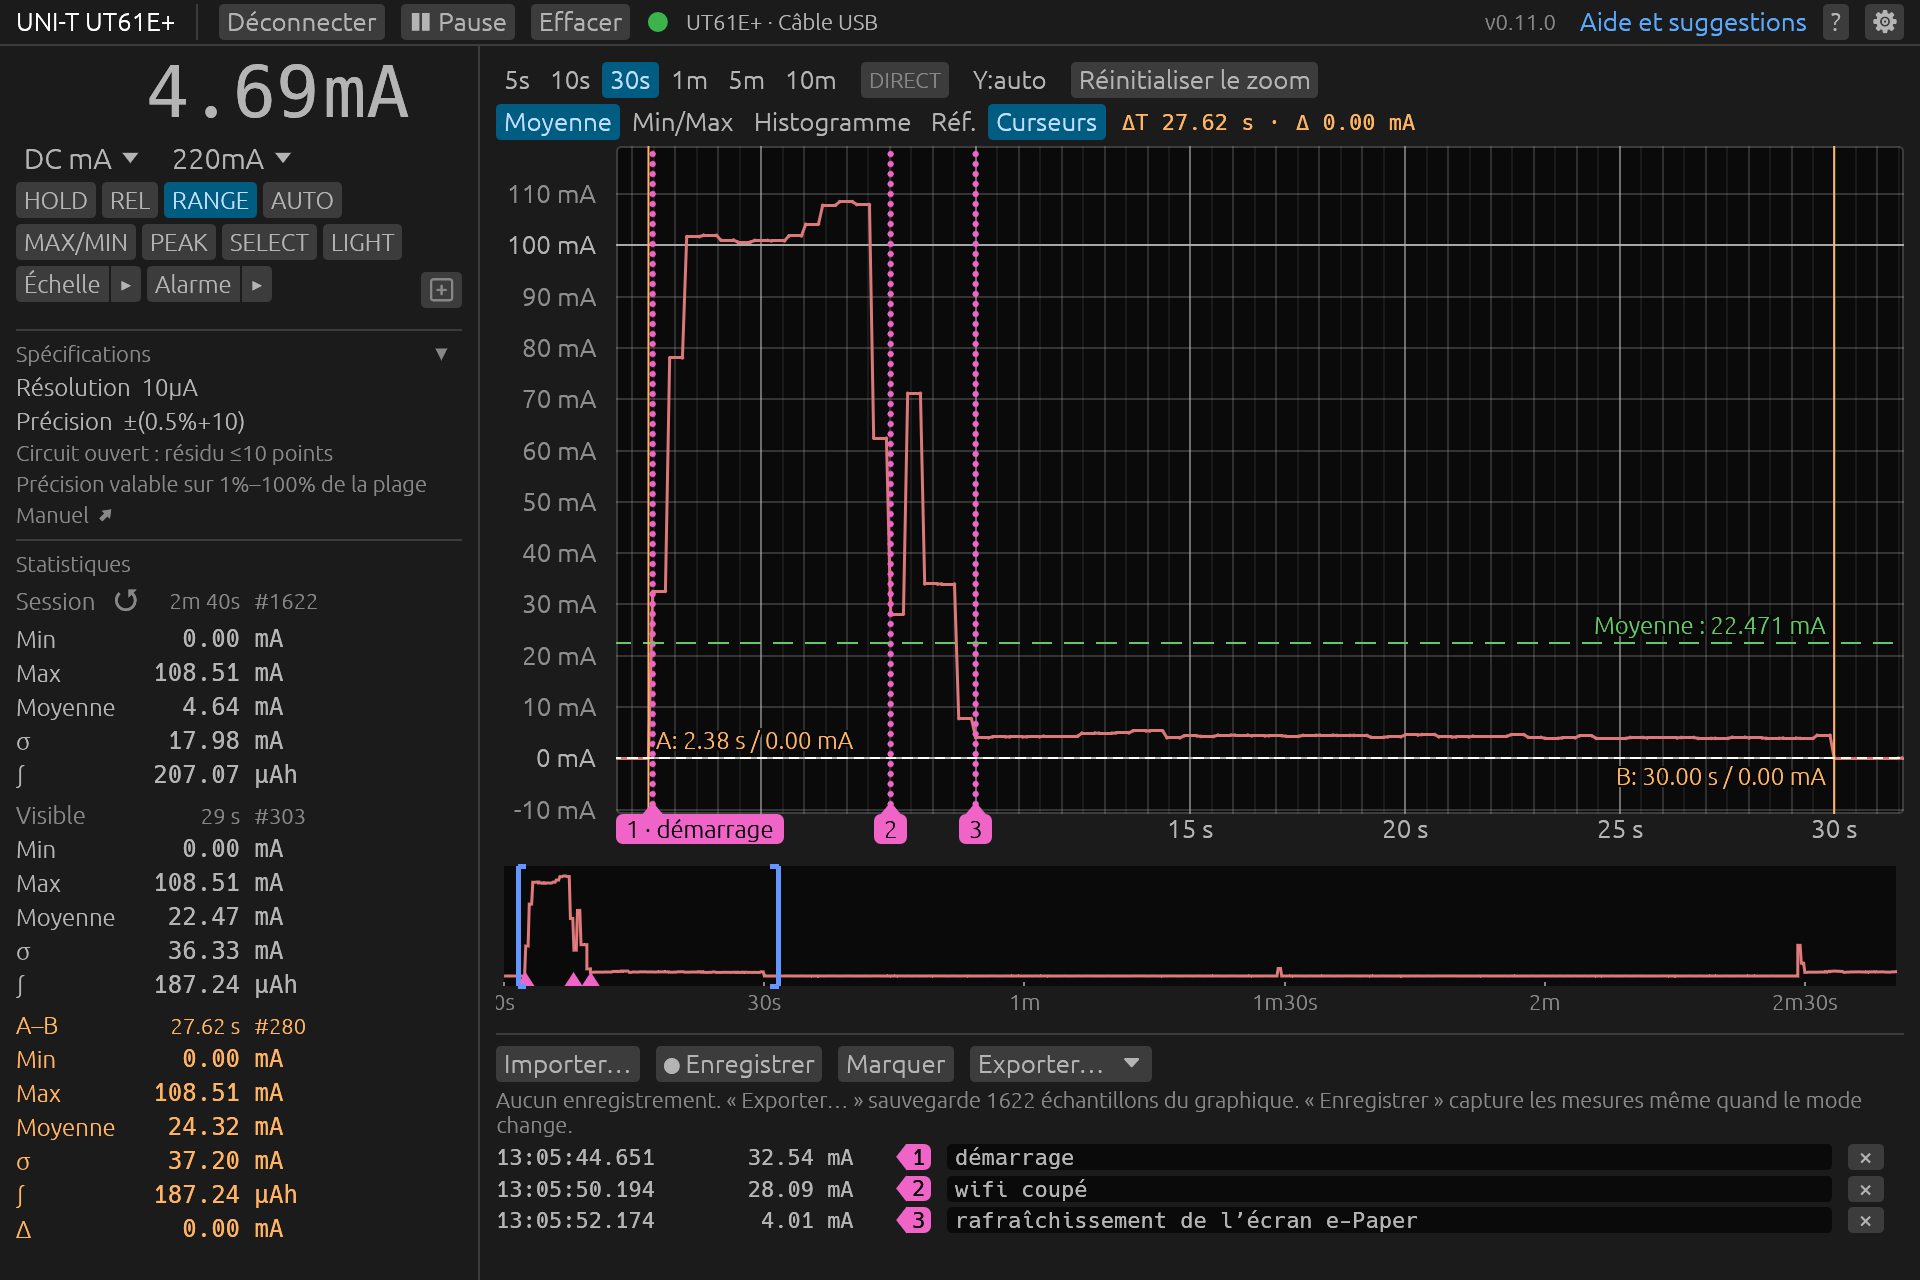 UNI-T UT61E+ Déconnecter Pause Effacer UT61E+ · Câble USB v0.11.0 Aide et suggestions ?
4.69mA
DC mA 220mA
HOLD REL RANGE AUTO
MAX/MIN PEAK SELECT LIGHT
Échelle Alarme
Spécifications
Résolution 10µA
Précision ±(0.5%+10)
Circuit ouvert : résidu ≤10 points
Précision valable sur 1%–100% de la plage
Manuel
Statistiques
Session 2m 40s #1622
Min 0.00 mA
Max 108.51 mA
Moyenne 4.64 mA
σ 17.98 mA
∫ 207.07 µAh
Visible 29 s #303
Min 0.00 mA
Max 108.51 mA
Moyenne 22.47 mA
σ 36.33 mA
∫ 187.24 µAh
A–B 27.62 s #280
Min 0.00 mA
Max 108.51 mA
Moyenne 24.32 mA
σ 37.20 mA
∫ 187.24 µAh
Δ 0.00 mA
5s 10s 30s 1m 5m 10m DIRECT Y:auto Réinitialiser le zoom
Moyenne Min/Max Histogramme Réf. Curseurs ΔT 27.62 s · Δ 0.00 mA
110 mA
100 mA
90 mA
80 mA
70 mA
60 mA
50 mA
40 mA
30 mA
20 mA
10 mA
0 mA
-10 mA
Moyenne : 22.471 mA
A: 2.38 s / 0.00 mA
B: 30.00 s / 0.00 mA
1 · démarrage 2 3 15 s 20 s 25 s 30 s
0s 30s 1m 1m30s 2m 2m30s
Importer… Enregistrer Marquer Exporter…
Aucun enregistrement. « Exporter… » sauvegarde 1622 échantillons du graphique. « Enregistrer » capture les mesures même quand le mode
change.
13:05:44.651 32.54 mA 1 démarrage ×
13:05:50.194 28.09 mA 2 wifi coupé ×
13:05:52.174 4.01 mA 3 rafraîchissement de l’écran e-Paper ×